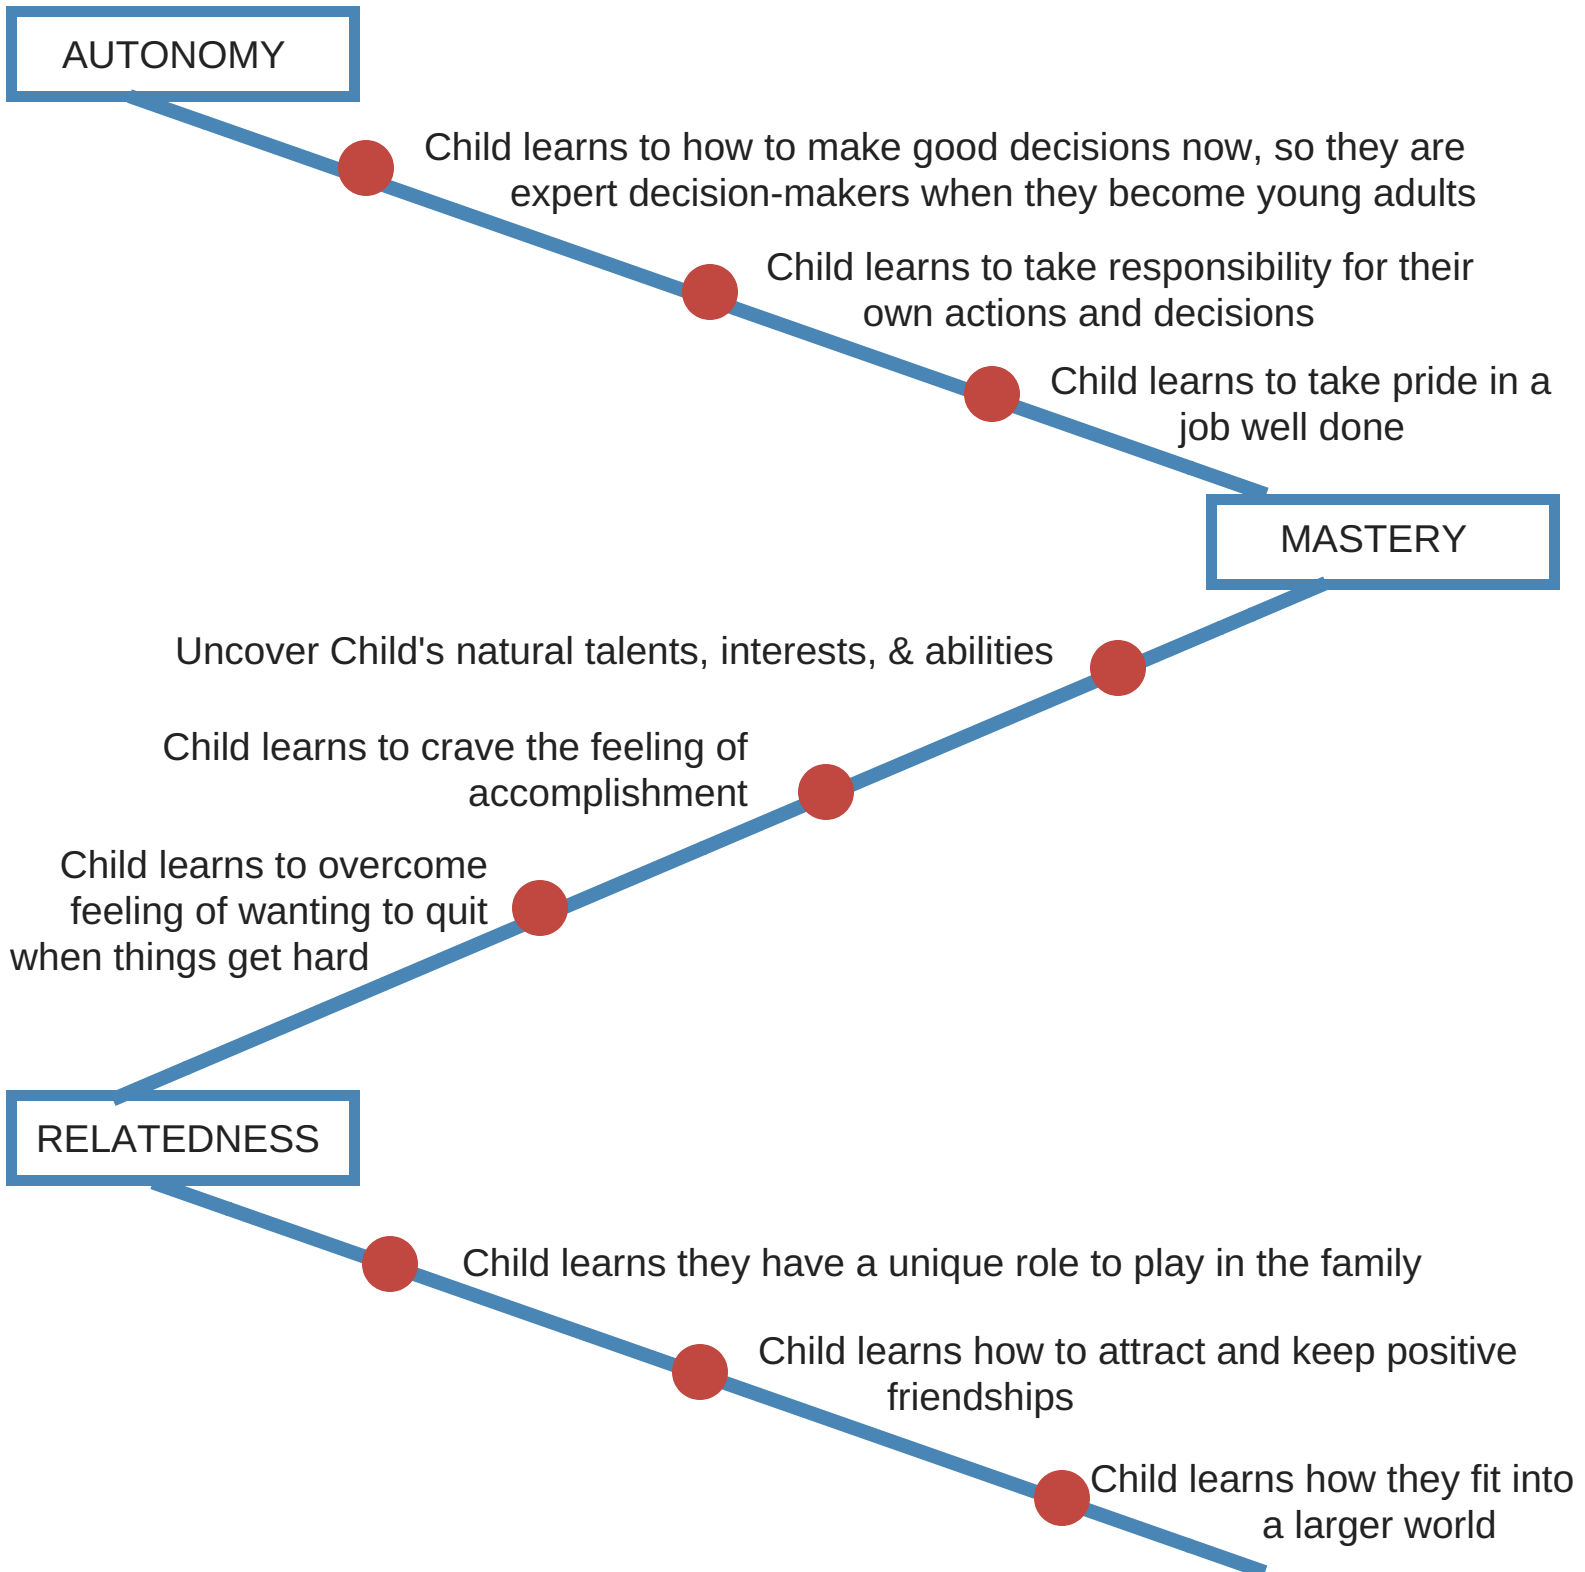 AUTONOMY
Child learns to how to make good decisions now, so they are
expert decision-makers when they become young adults
Child learns to take responsibility for their
own actions and decisions
Child learns to take pride in a
job well done
MASTERY
Uncover Child's natural talents, interests, & abilities
Child learns to crave the feeling of
accomplishment
Child learns to overcome
feeling of wanting to quit
when things get hard
RELATEDNESS
Child learns they have a unique role to play in the family
Child learns how to attract and keep positive
friendships
Child learns how they fit into
a larger world